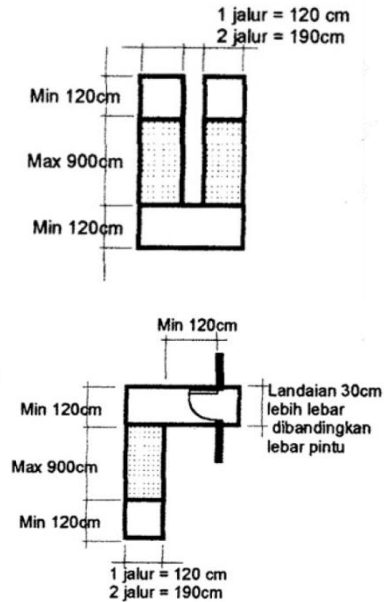 1 jalur = 120 cm
2 jalur = 190cm
Min 120cm
Max 900cm
Min 120cm
Min 120cm
Min 120cm
Landaian 30cm
lebih lebar
dibandingkan
lebar pintu
Max 900cm
Min 120cm
1 jalur = 120 cm
2 jalur = 190cm